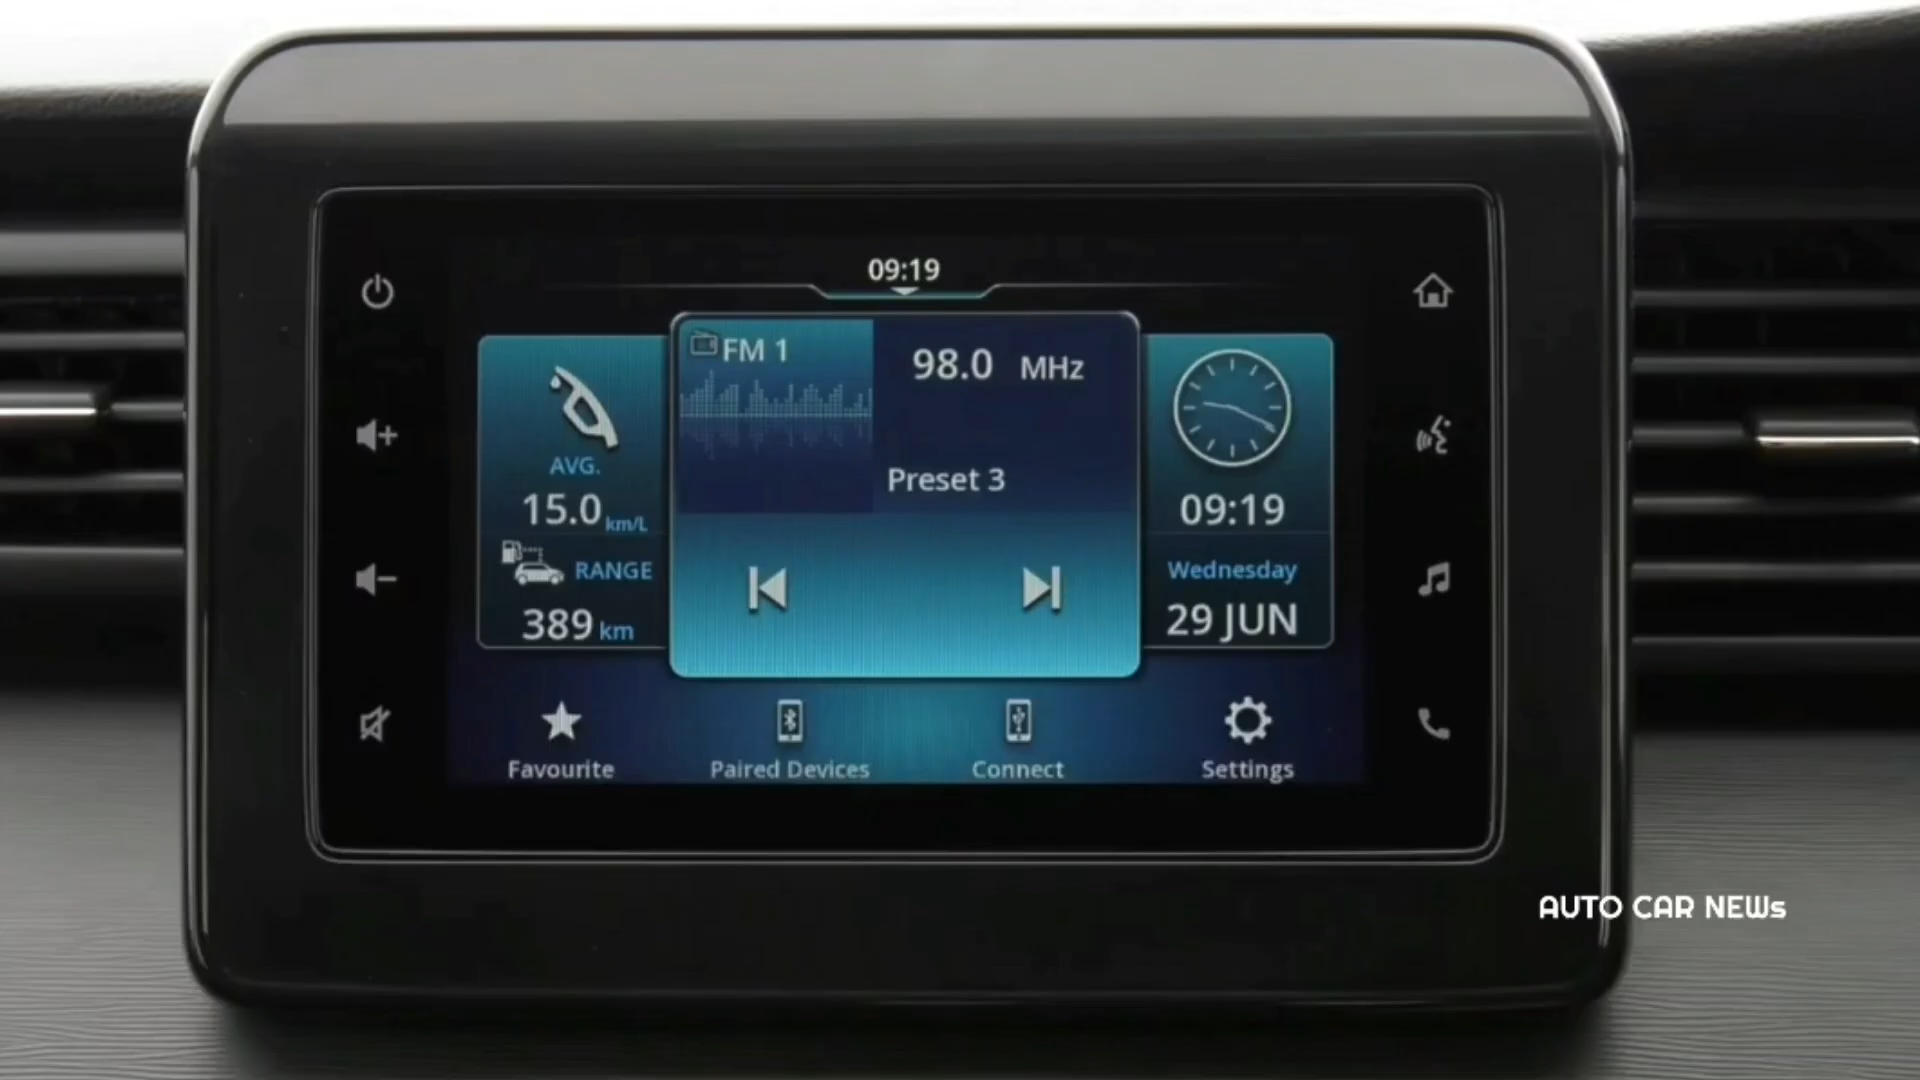 09:19
FM 1
98.0 MHz
Preset 3
AVG.
15.0 km/L
RANGE
389 km
09:19
Wednesday
29 JUN
Favourite
Paired Devices
Connect
Settings
AUTO CAR NEWs